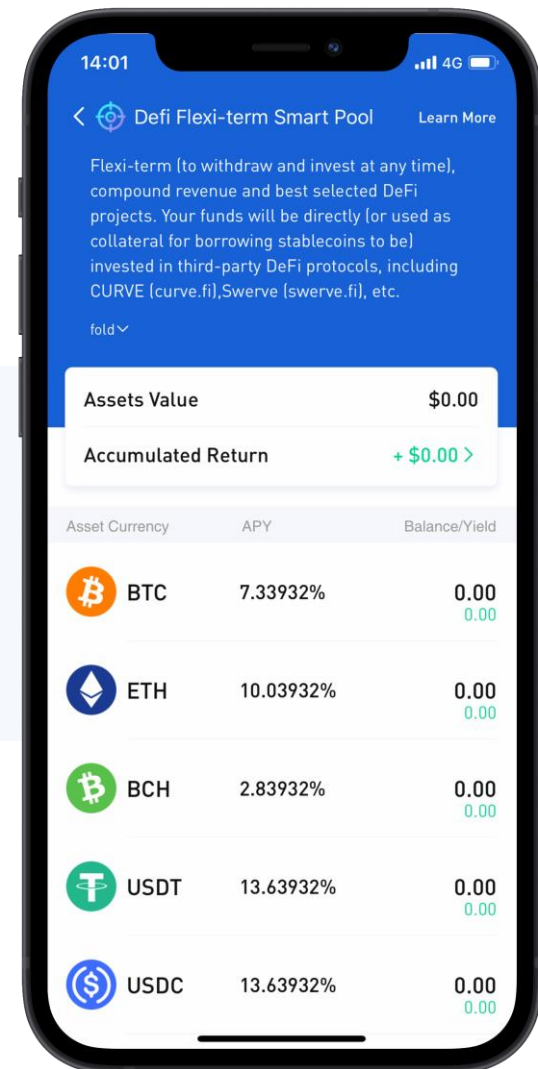 14:01
4G
Defi Flexi-term Smart Pool Learn More
Flexi-term (to withdraw and invest at any time),
compound revenue and best selected DeFi
projects. Your funds will be directly (or used as
collateral for borrowing stablecoins to be)
invested in third-party DeFi protocols, including
CURVE (curve.fi),Swerve (swerve.fi), etc.
fold
Assets Value $0.00
Accumulated Return + $0.00 >
Asset Currency APY Balance/Yield
BTC 7.33932% 0.00
0.00
ETH 10.03932% 0.00
0.00
BCH 2.83932% 0.00
0.00
USDT 13.63932% 0.00
0.00
USDC 13.63932% 0.00
0.00